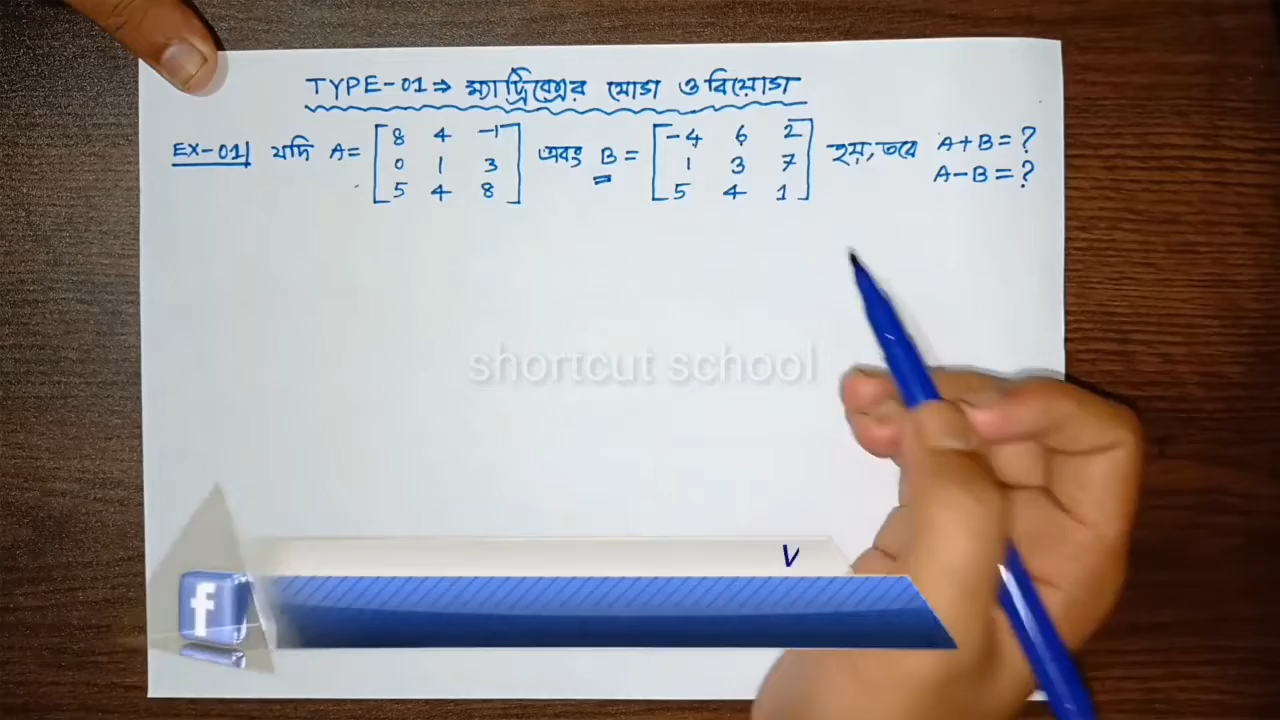 TYPE-01⇒ ম্যাট্রিক্সের যোগ ও বিয়োগ
EX-01| যদি A= [8 4 -1] এবং B = [-4 6 2] হয়, তবে A+B=?
[0 1 3] [1 3 7] A-B=?
[5 4 8] [5 4 1]
shortcut school
V
f